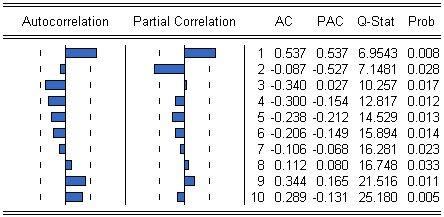 Autocorrelation Partial Correlation AC PAC Q-Stat Prob
1 0.537 0.537 6.9543 0.008
2 -0.087 -0.527 7.1481 0.028
3 -0.340 0.027 10.257 0.017
4 -0.300 -0.154 12.817 0.012
5 -0.238 -0.212 14.529 0.013
6 -0.206 -0.149 15.894 0.014
7 -0.106 -0.068 16.281 0.023
8 0.112 0.080 16.748 0.033
9 0.344 0.165 21.516 0.011
10 0.289 -0.131 25.180 0.005